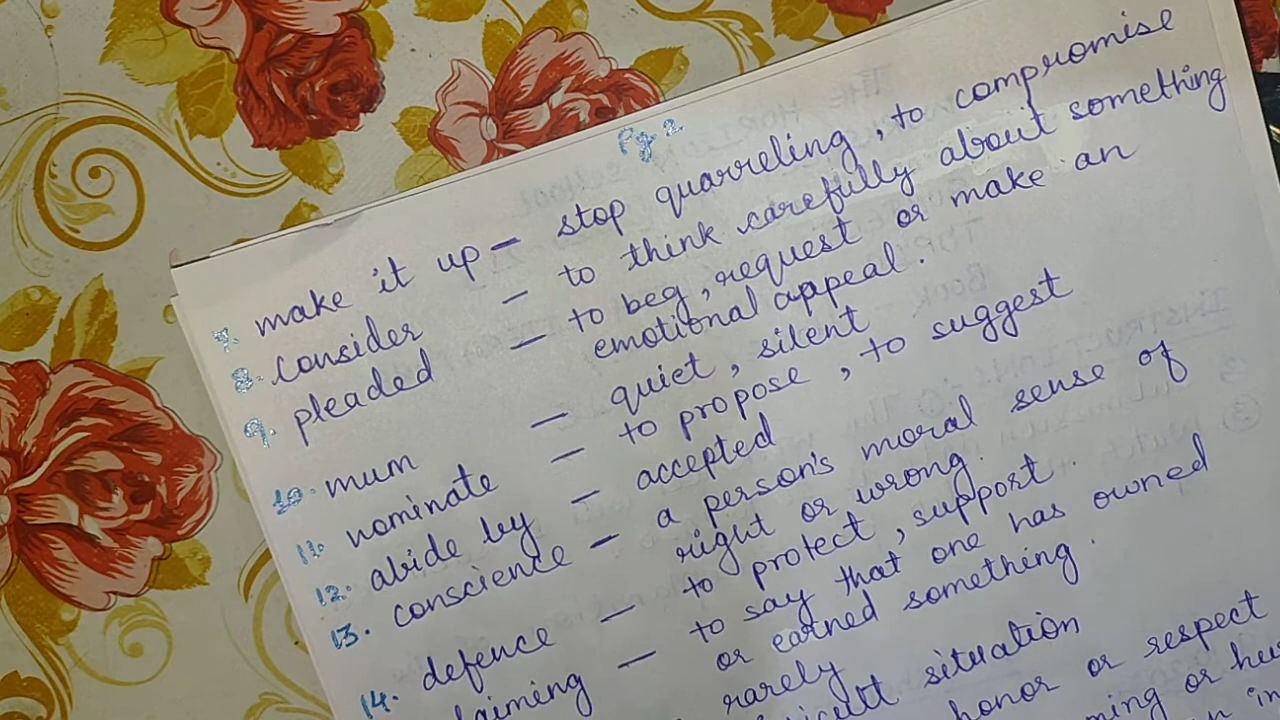 Pg 2
7. make it up - stop quarreling, to compromise
8. consider - to think carefully about something
9. pleaded - to beg, request or make an
emotional appeal.
10. mum - quiet, silent
11. nominate - to propose, to suggest
12. abide by - accepted
13. conscience - a person's moral sense of
right or wrong.
14. defence - to protect, support.
- to say that one has owned
or earned something.
rarely
situation
honor or respect
or
in